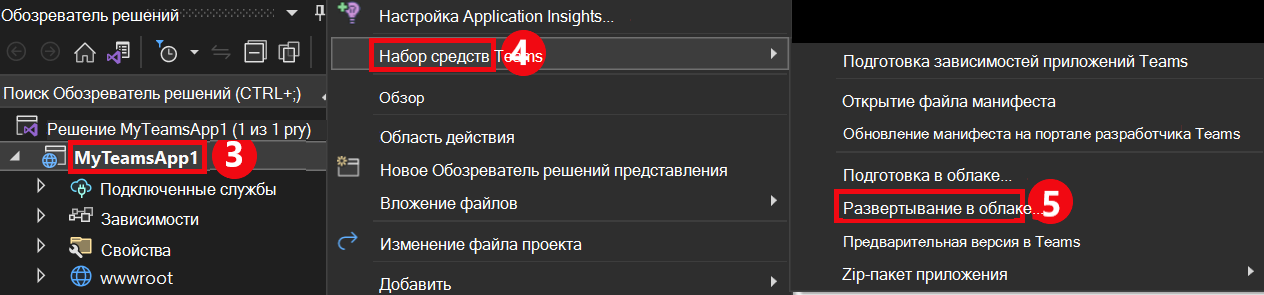 Обозреватель решений
Поиск Обозреватель решений (CTRL+;)
Решение MyTeamsApp1 (1 из 1 pry)
MyTeamsApp1
3
Подключенные службы
Зависимости
Свойства
wwwroot
Настройка Application Insights...
Набор средств Teams
4
Обзор
Область действия
Новое Обозреватель решений представления
Вложение файлов
Изменение файла проекта
Добавить
Подготовка зависимостей приложений Teams
Открытие файла манифеста
Обновление манифеста на портале разработчика Teams
Подготовка в облаке...
Развертывание в облаке...
5
Предварительная версия в Teams
Zip-пакет приложения